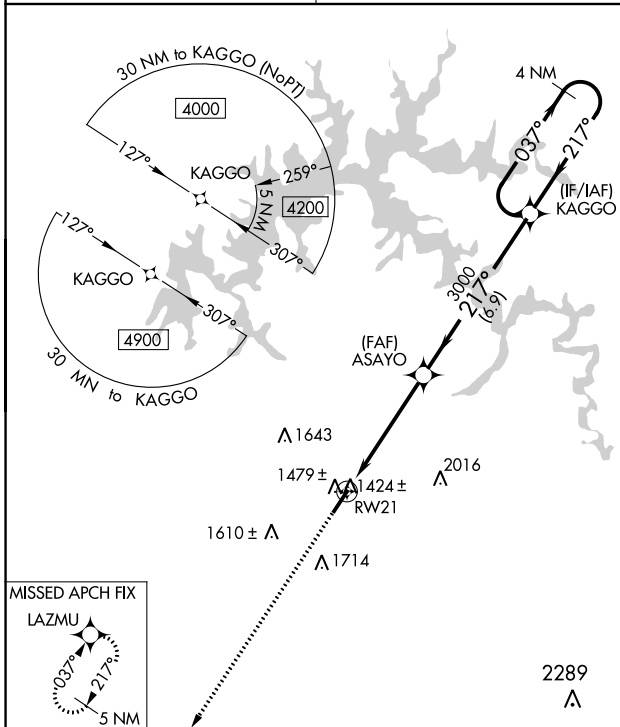 30 NM to KAGGO (NoPT)
4000
127°
KAGGO
259°
5 NM
4200
307°
127°
KAGGO
307°
4900
30 MN to KAGGO
4 NM
037°
217°
(IF/IAF)
KAGGO
3000
217°
(6.9)
(FAF)
ASAYO
1643
1479 ±
1424 ±
2016
RW21
1610 ±
1714
MISSED APCH FIX
LAZMU
037°
217°
5 NM
2289